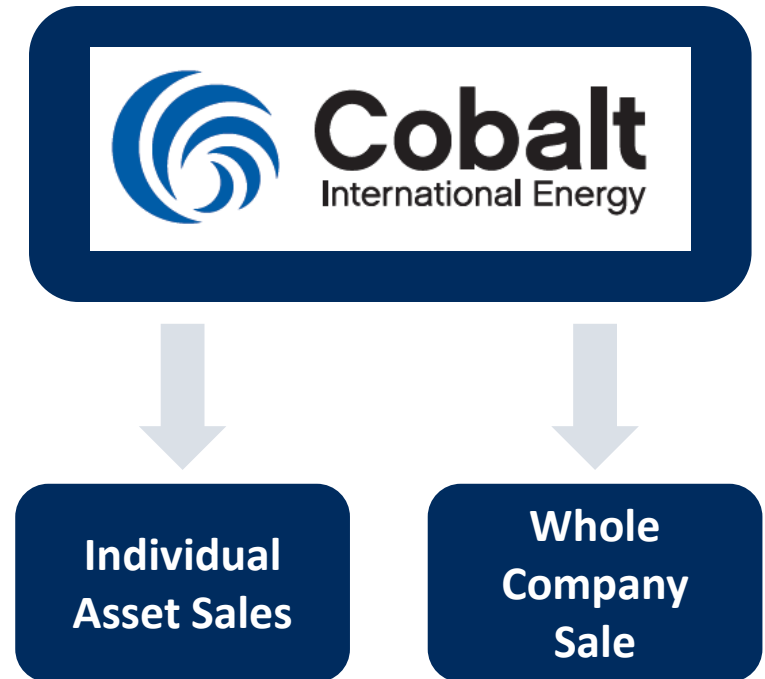 Cobalt
International Energy
Individual
Asset Sales
Whole
Company
Sale